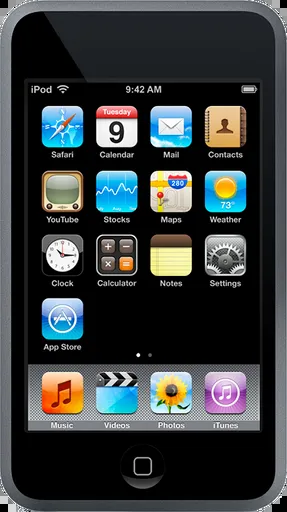 iPod 9:42 AM
Tuesday
9
280
73°
Safari Calendar Mail Contacts
YouTube Stocks Maps Weather
Clock Calculator Notes Settings
App Store
Music Videos Photos iTunes